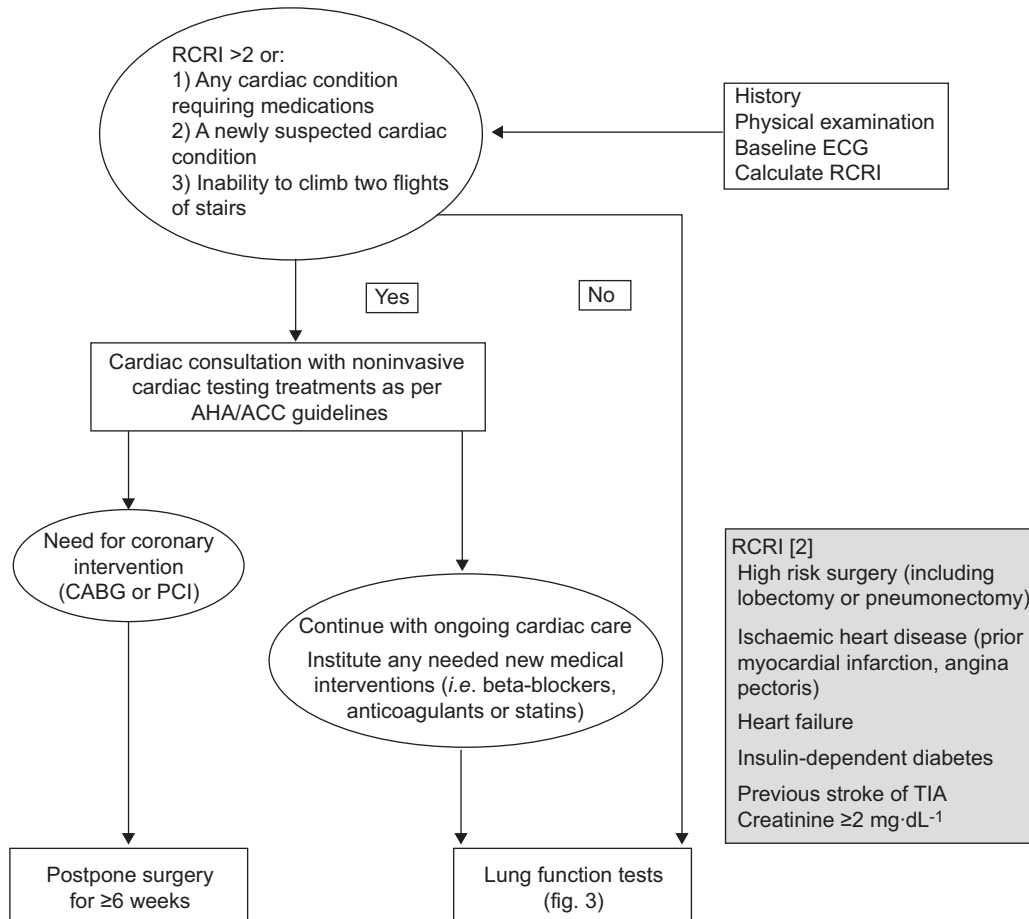 RCRI >2 or:
1) Any cardiac condition
requiring medications
2) A newly suspected cardiac
condition
3) Inability to climb two flights
of stairs
History
Physical examination
Baseline ECG
Calculate RCRI
Yes
No
Cardiac consultation with noninvasive
cardiac testing treatments as per
AHA/ACC guidelines
Need for coronary
intervention
(CABG or PCI)
Continue with ongoing cardiac care
Institute any needed new medical
interventions (i.e. beta-blockers,
anticoagulants or statins)
RCRI [2]
High risk surgery (including
lobectomy or pneumonectomy)
Ischaemic heart disease (prior
myocardial infarction, angina
pectoris)
Heart failure
Insulin-dependent diabetes
Previous stroke of TIA
Creatinine ≥2 mg·dL⁻¹
Postpone surgery
for ≥6 weeks
Lung function tests
(fig. 3)